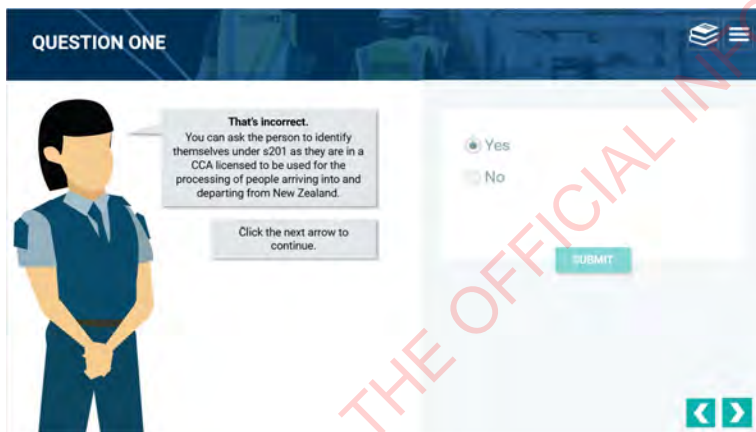 QUESTION ONE
That's incorrect.
You can ask the person to identify
themselves under s201 as they are in a
CCA licensed to be used for the
processing of people arriving into and
departing from New Zealand.
Click the next arrow to
continue.
Yes
No
SUBMIT
THE OFFICIAL